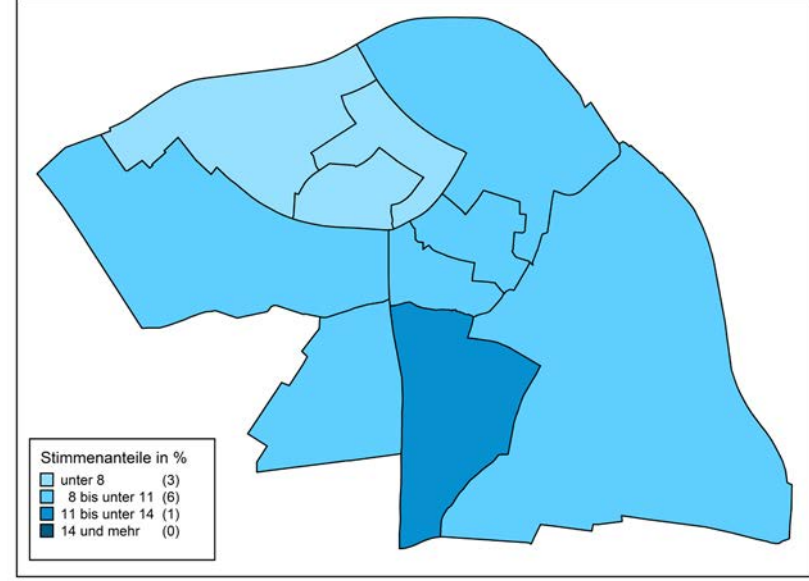 Stimmenanteile in %
unter 8 (3)
8 bis unter 11 (6)
11 bis unter 14 (1)
14 und mehr (0)